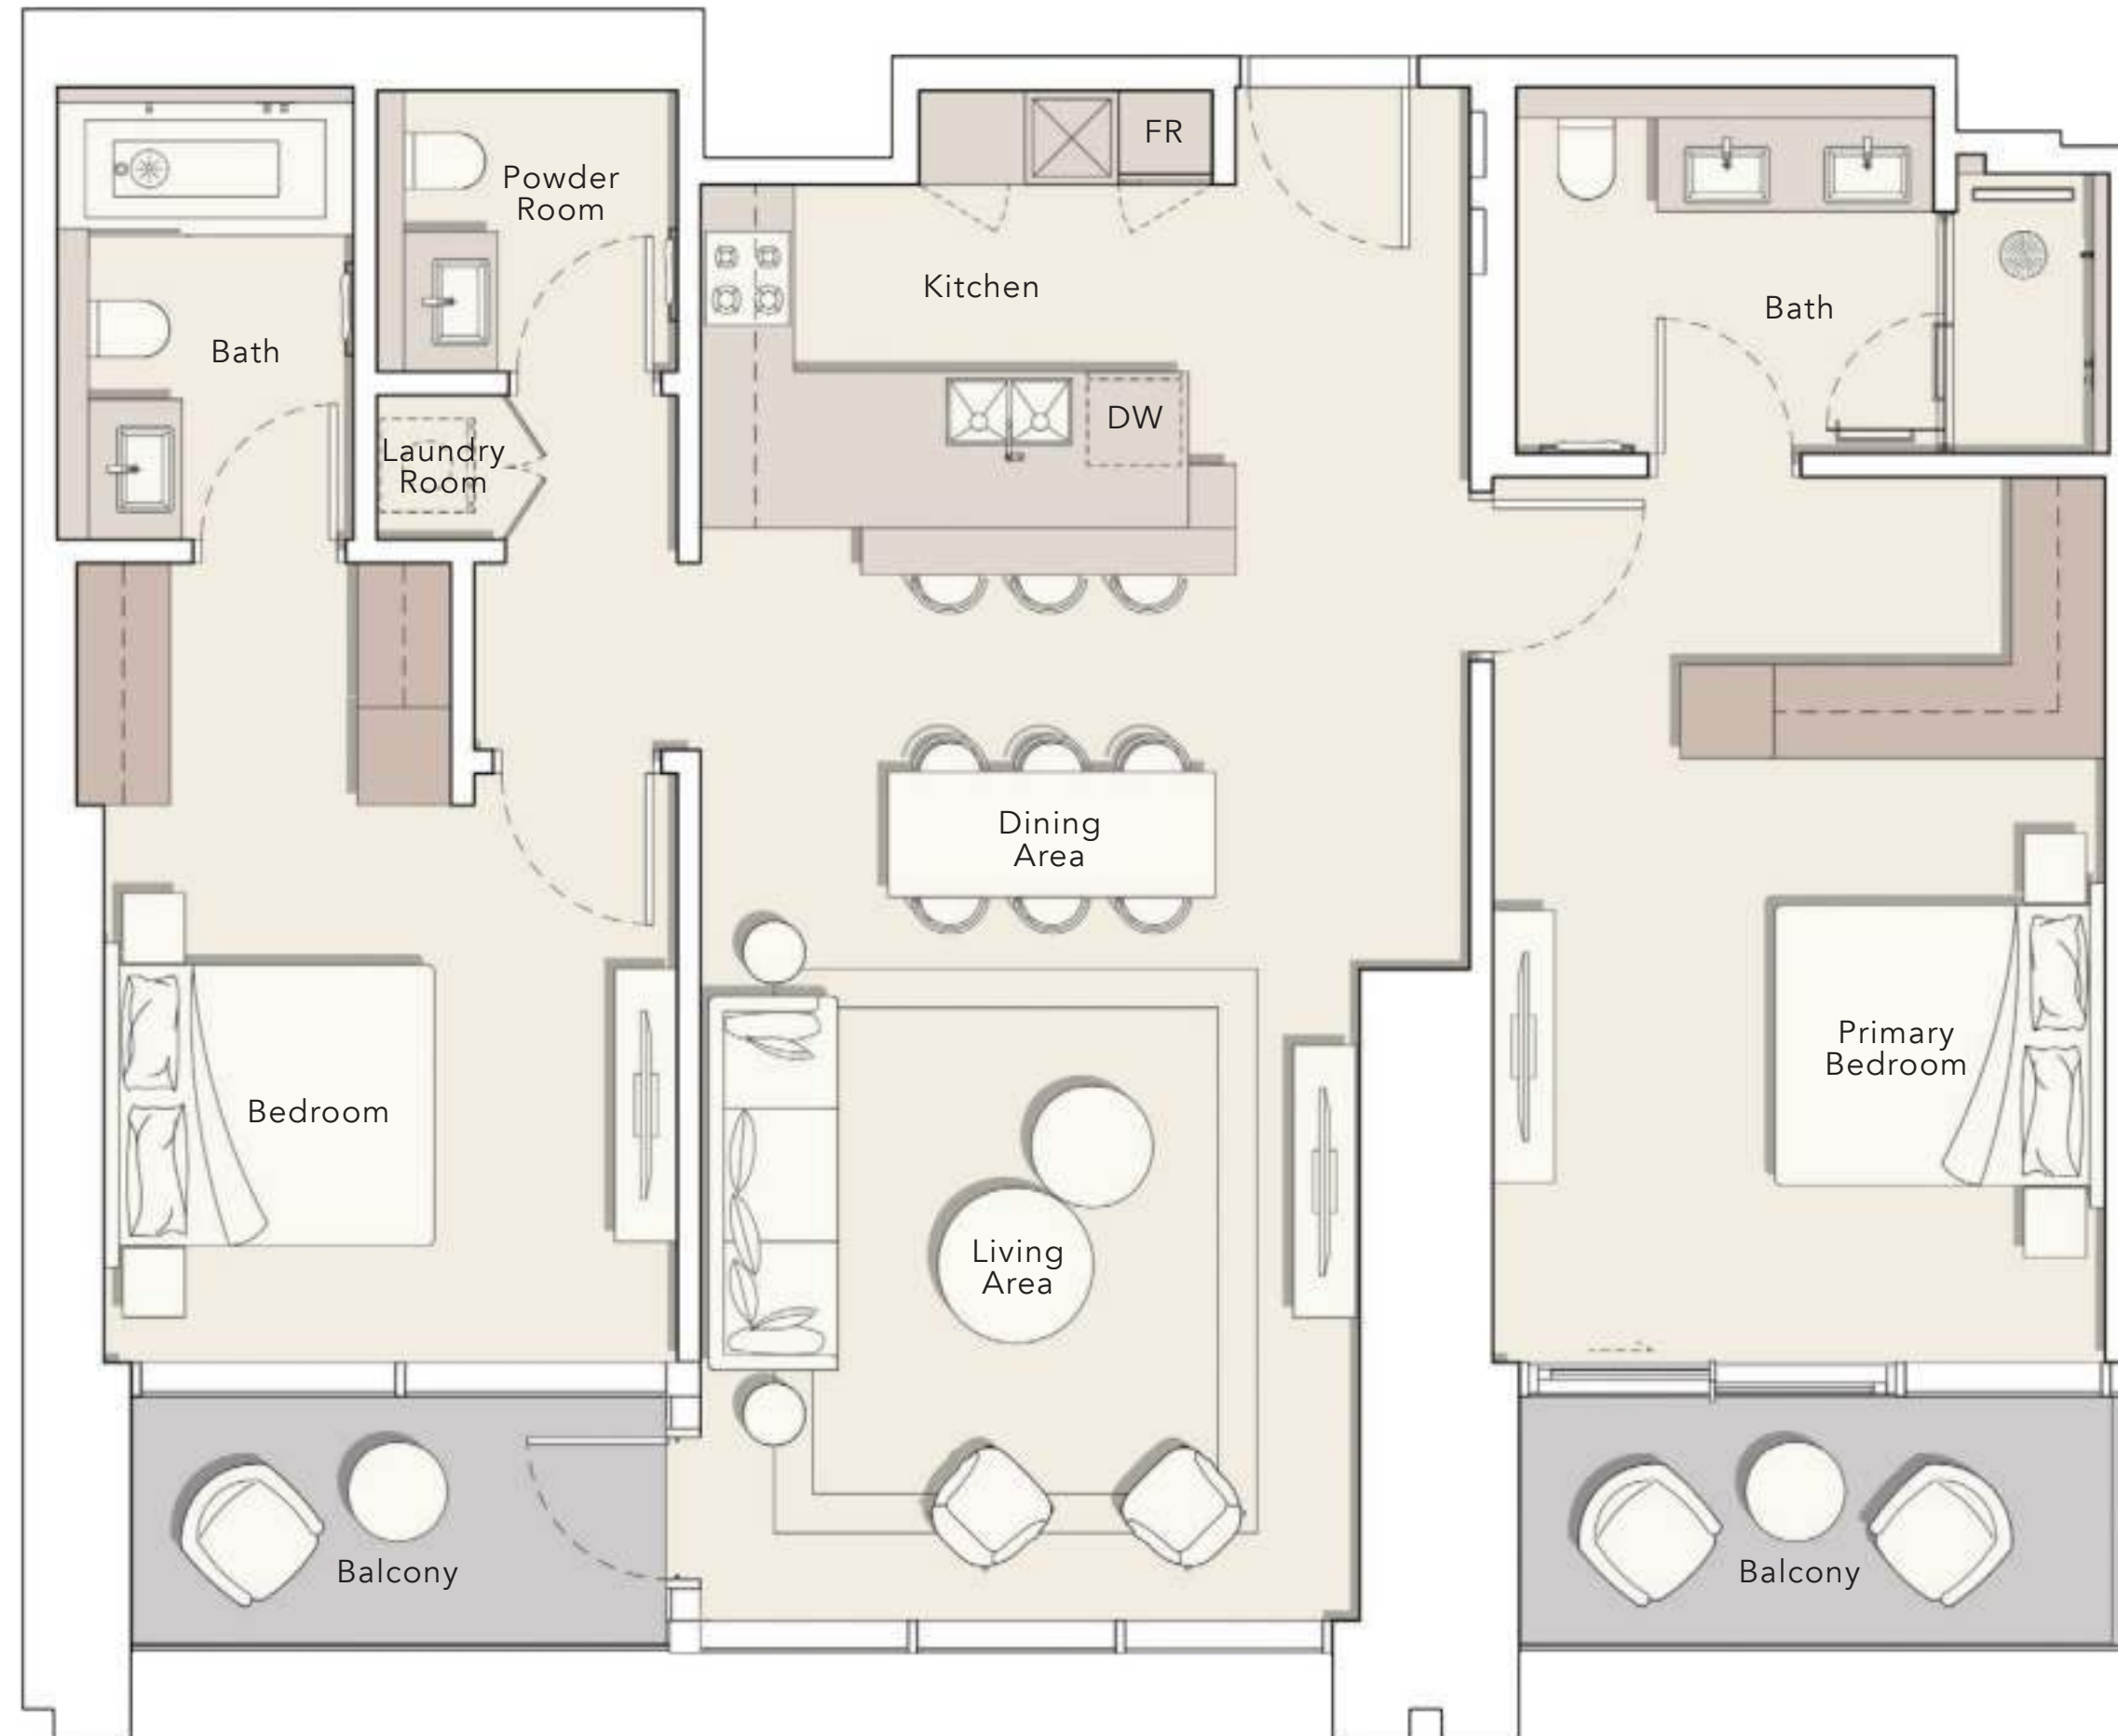 FR
Powder
Room
Kitchen
Bath
Bath
DW
Laundry
Room
Dining
Area
Primary
Bedroom
Bedroom
Living
Area
Balcony
Balcony